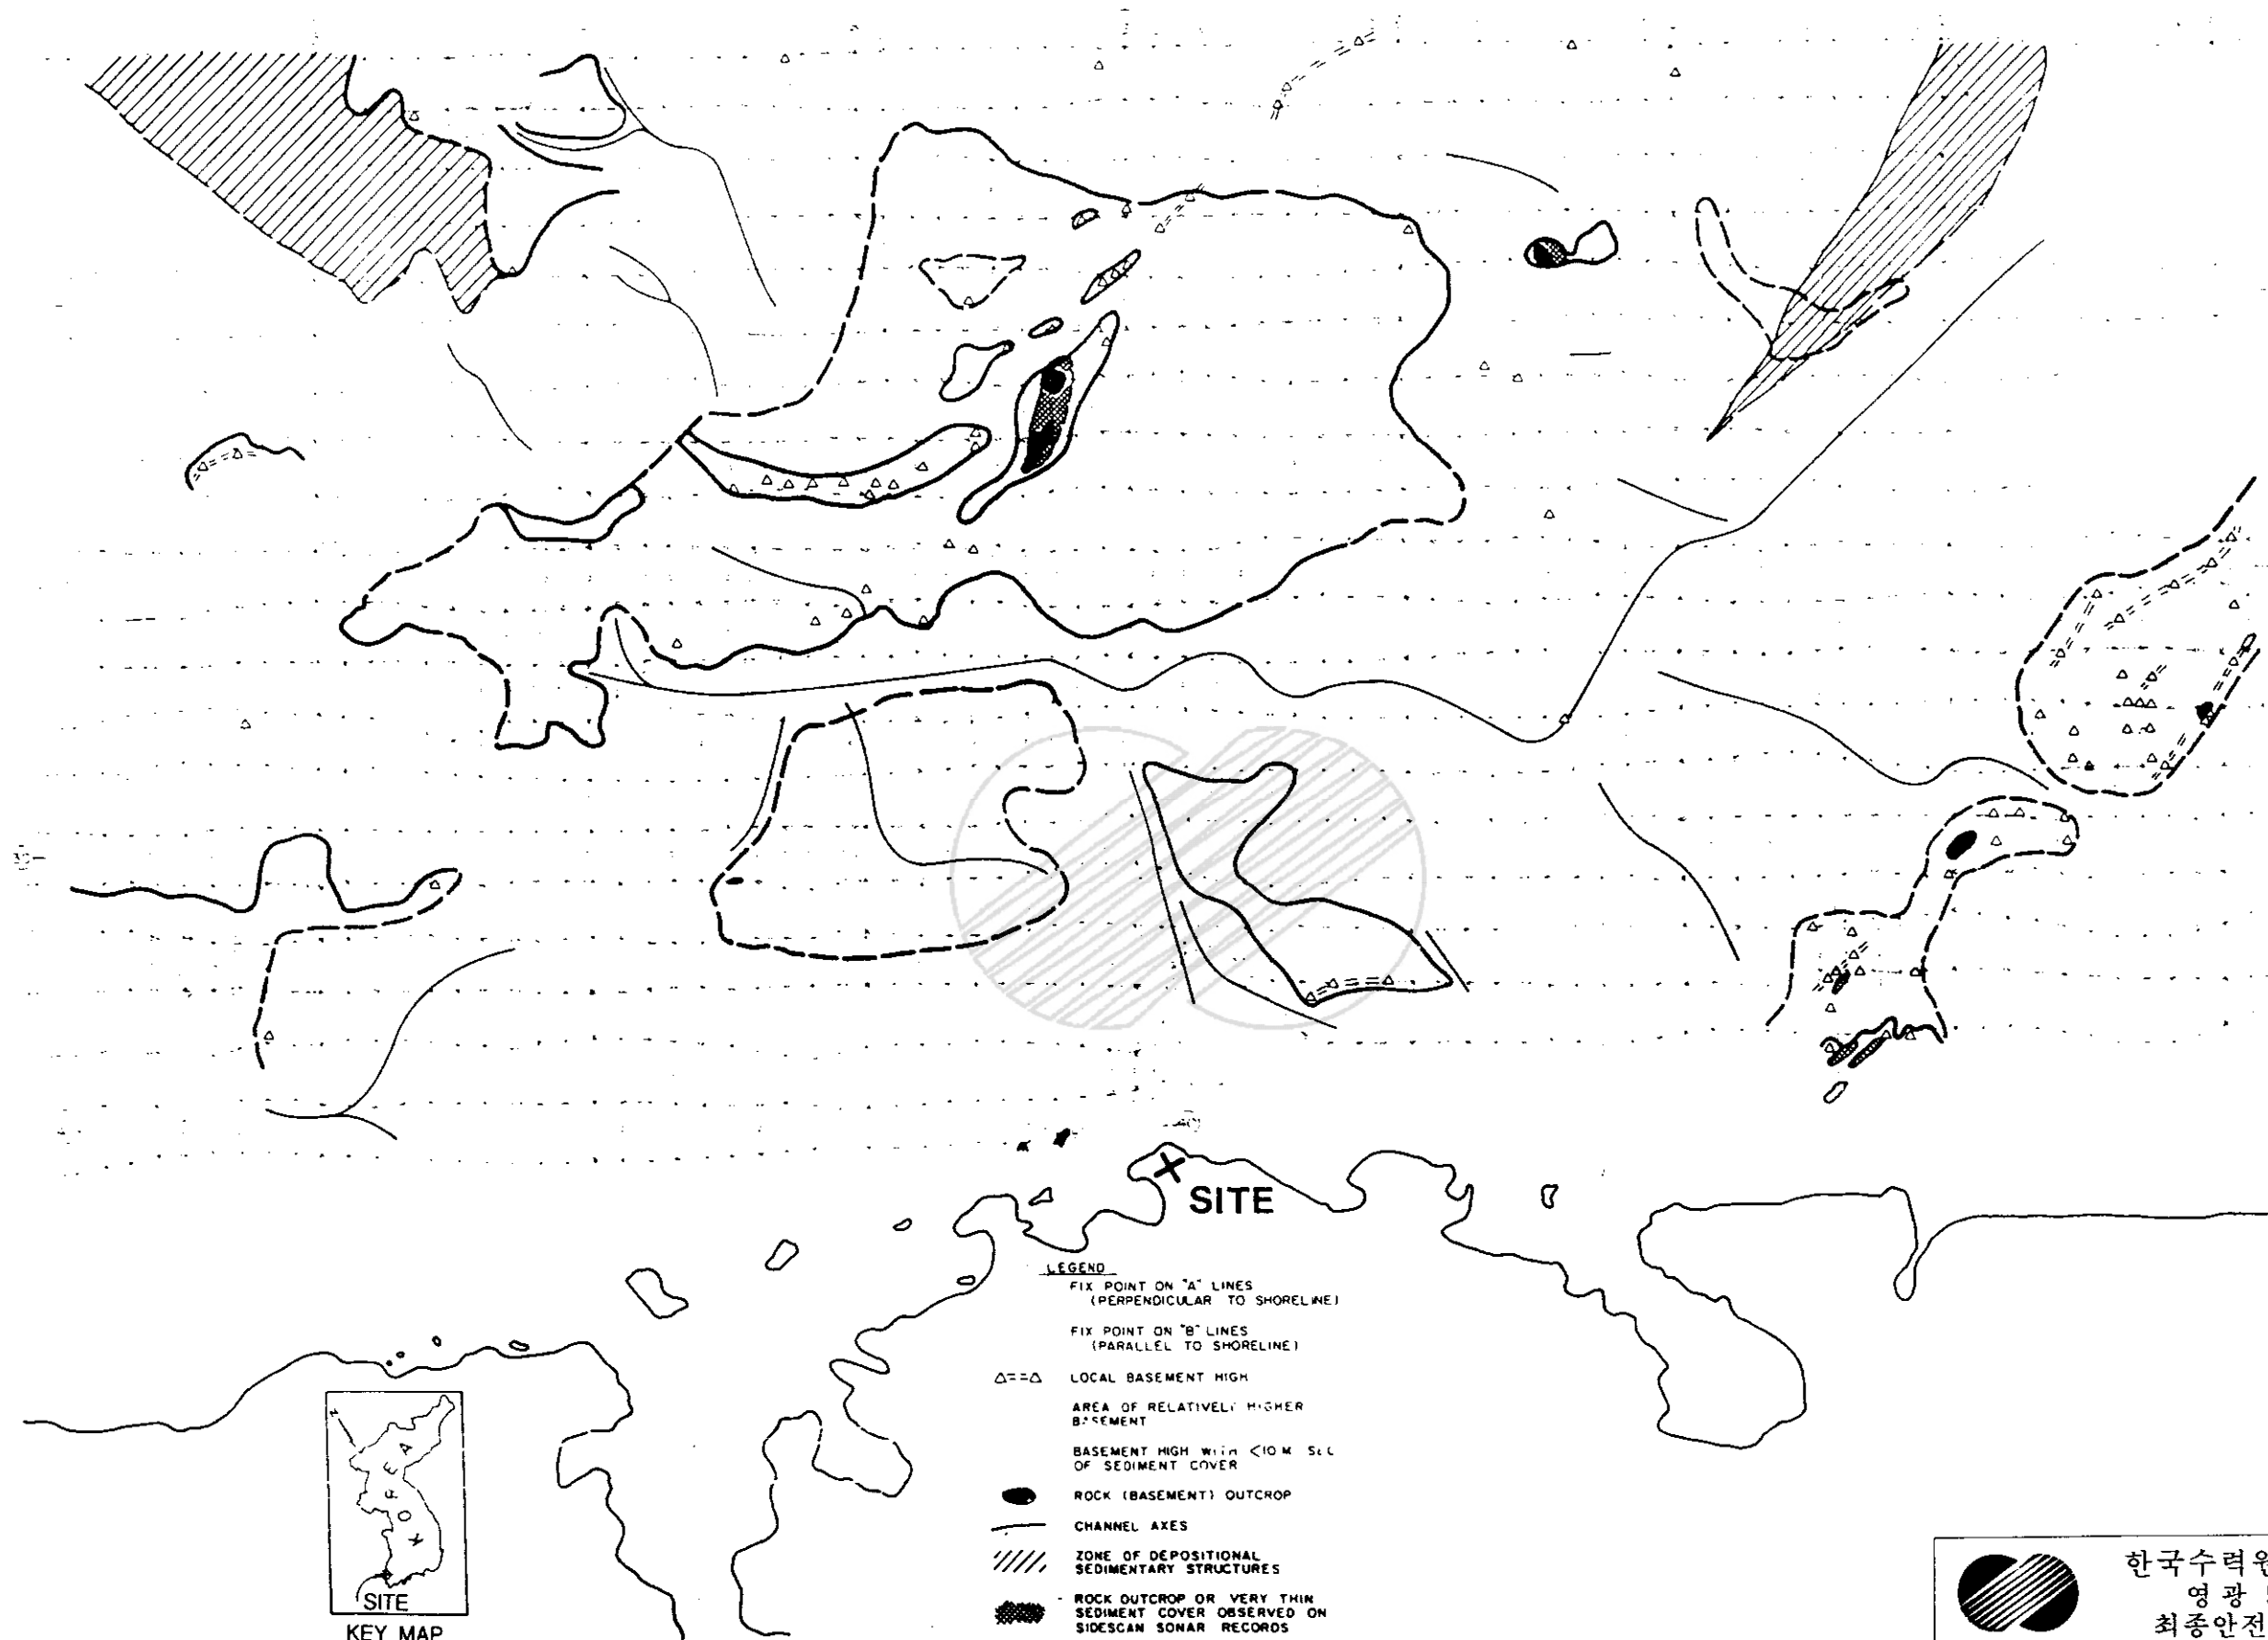 SITE
LEGEND
FIX POINT ON "A" LINES
(PERPENDICULAR TO SHORELINE)
FIX POINT ON "B" LINES
(PARALLEL TO SHORELINE)
LOCAL BASEMENT HIGH
AREA OF RELATIVELY HIGHER
BASEMENT
BASEMENT HIGH WITH <10 M
OF SEDIMENT COVER
ROCK (BASEMENT) OUTCROP
CHANNEL AXES
ZONE OF DEPOSITIONAL
SEDIMENTARY STRUCTURES
ROCK OUTCROP OR VERY THIN
SEDIMENT COVER OBSERVED ON
SIDESCAN SONAR RECORDS
KOREA
SITE
KEY MAP
한국수력원
영광
최종안전